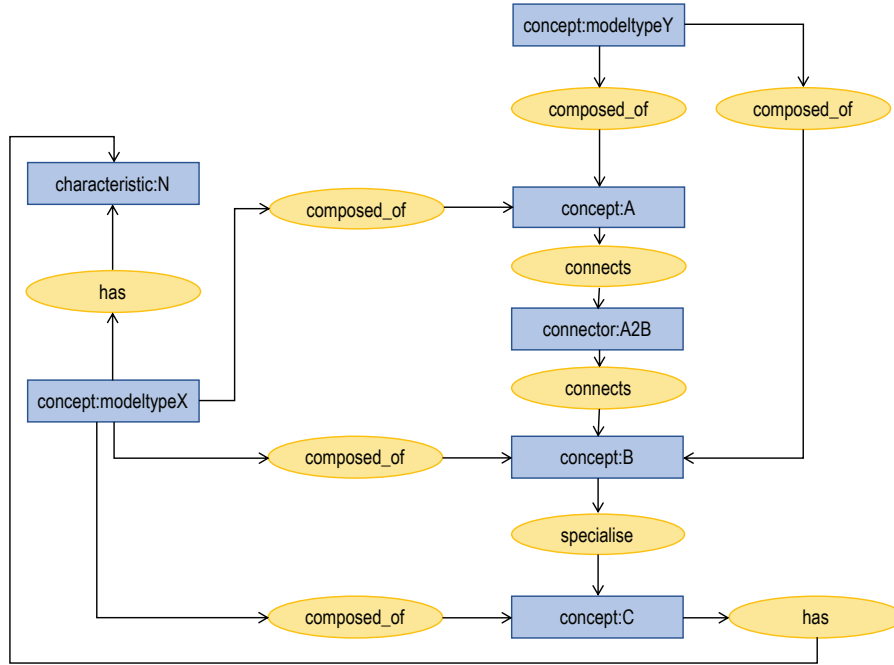 concept:modeltypeY
composed_of
composed_of
characteristic:N
composed_of
concept:A
connects
has
connector:A2B
concept:modeltypeX
connects
composed_of
concept:B
specialise
composed_of
concept:C
has